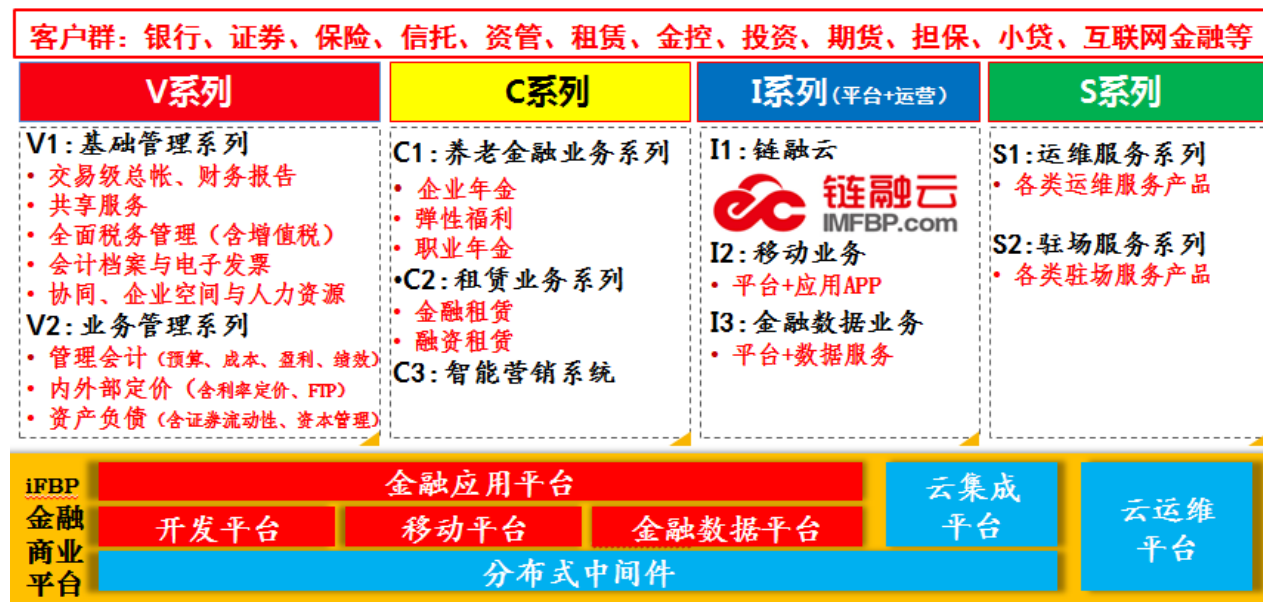 客户群：银行、证券、保险、信托、资管、租赁、金控、投资、期货、担保、小贷、互联网金融等
V系列
V1:基础管理系列
• 交易级总帐、财务报告
• 共享服务
• 全面税务管理（含增值税）
• 会计档案与电子发票
• 协同、企业空间与人力资源
V2:业务管理系列
• 管理会计（预算、成本、盈利、绩效）
• 内外部定价（含利率定价、FTP）
• 资产负债（含证券流动性、资本管理）
C系列
C1:养老金融业务系列
• 企业年金
• 弹性福利
• 职业年金
•C2:租赁业务系列
• 金融租赁
• 融资租赁
C3:智能营销系统
I系列(平台+运营)
I1:链融云
链融云
IMFBP.com
I2:移动业务
• 平台+应用APP
I3:金融数据业务
• 平台+数据服务
S系列
S1:运维服务系列
• 各类运维服务产品
S2:驻场服务系列
• 各类驻场服务产品
iFBP
金融
商业
平台
金融应用平台
开发平台
移动平台
金融数据平台
分布式中间件
云集成
平台
云运维
平台